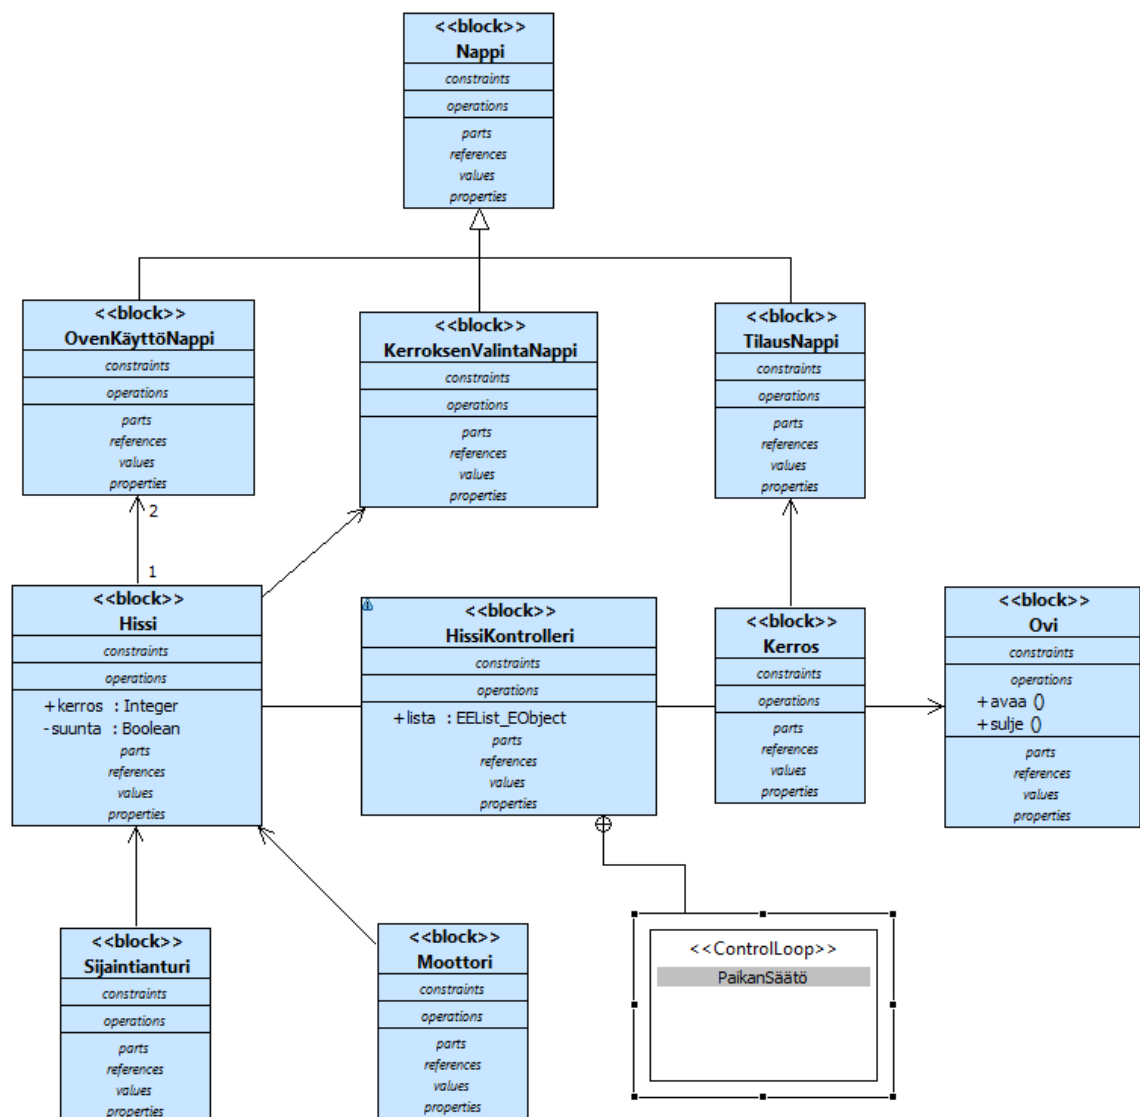 <<block>>
Nappi
constraints
operations
parts
references
values
properties
<<block>>
OvenKäyttöNappi
constraints
operations
parts
references
values
properties
<<block>>
KerroksenValintaNappi
constraints
operations
parts
references
values
properties
<<block>>
TilausNappi
constraints
operations
parts
references
values
properties
2
1
<<block>>
Hissi
constraints
operations
+kerros : Integer
-suunta : Boolean
parts
references
values
properties
<<block>>
HissiKontrolleri
constraints
operations
+lista : EEList_EObject
parts
references
values
properties
<<block>>
Kerros
constraints
operations
parts
references
values
properties
<<block>>
Ovi
constraints
operations
+avaa ()
+sulje ()
parts
references
values
properties
<<block>>
Sijaintianturi
constraints
operations
parts
references
values
properties
<<block>>
Moottori
constraints
operations
parts
references
values
properties
<<ControlLoop>>
PaikanSäätö